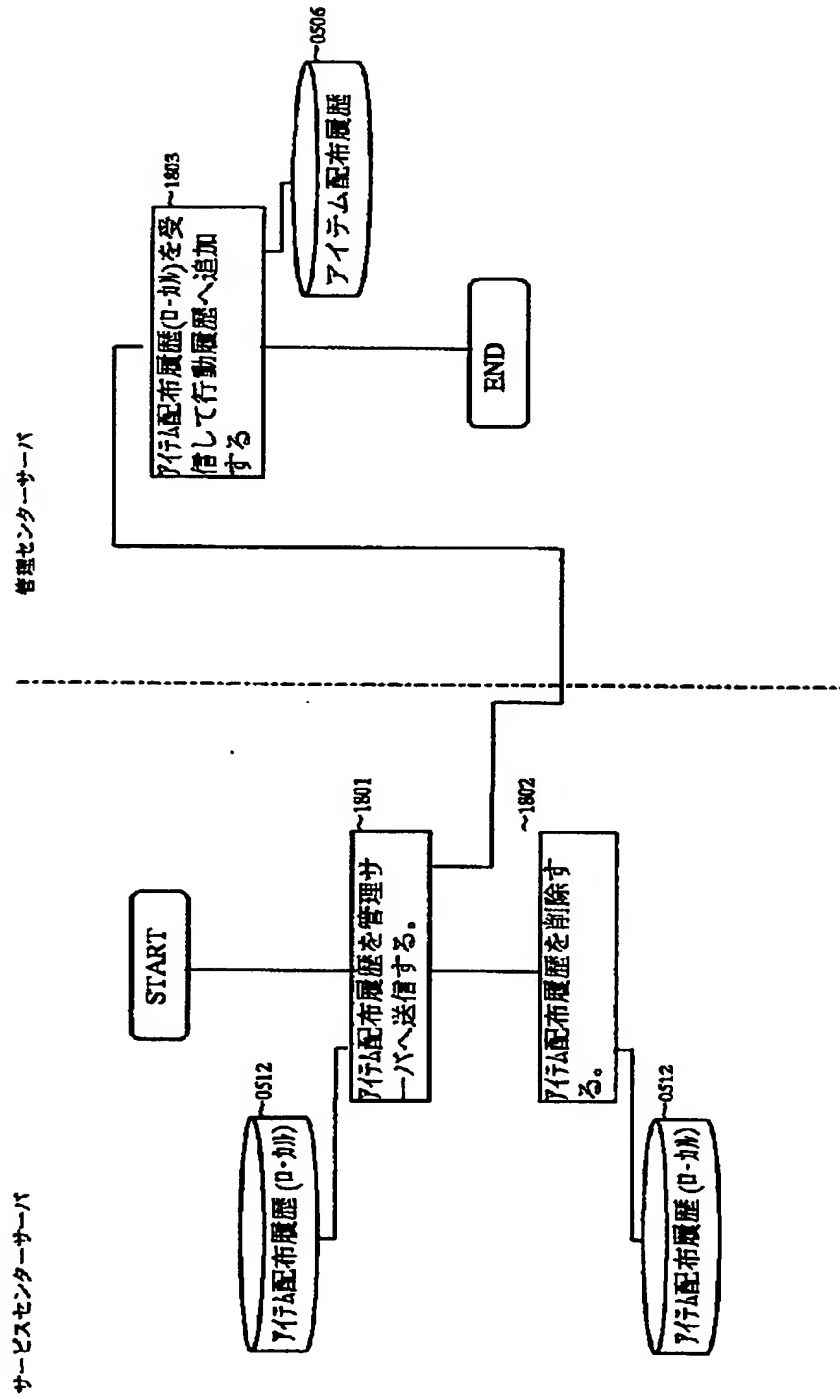 サービスセンターサーバ
管理センターサーバ
START
アイテム配布履歴 (ローカル)
~0512
アイテム配布履歴を管理サ
ーバへ送信する。
~1801
アイテム配布履歴を削除す
る。
~1802
アイテム配布履歴 (ローカル)
~0512
アイテム配布履歴(ローカル)を受
信して行動履歴へ追加
する
~1803
アイテム配布履歴
~0506
END